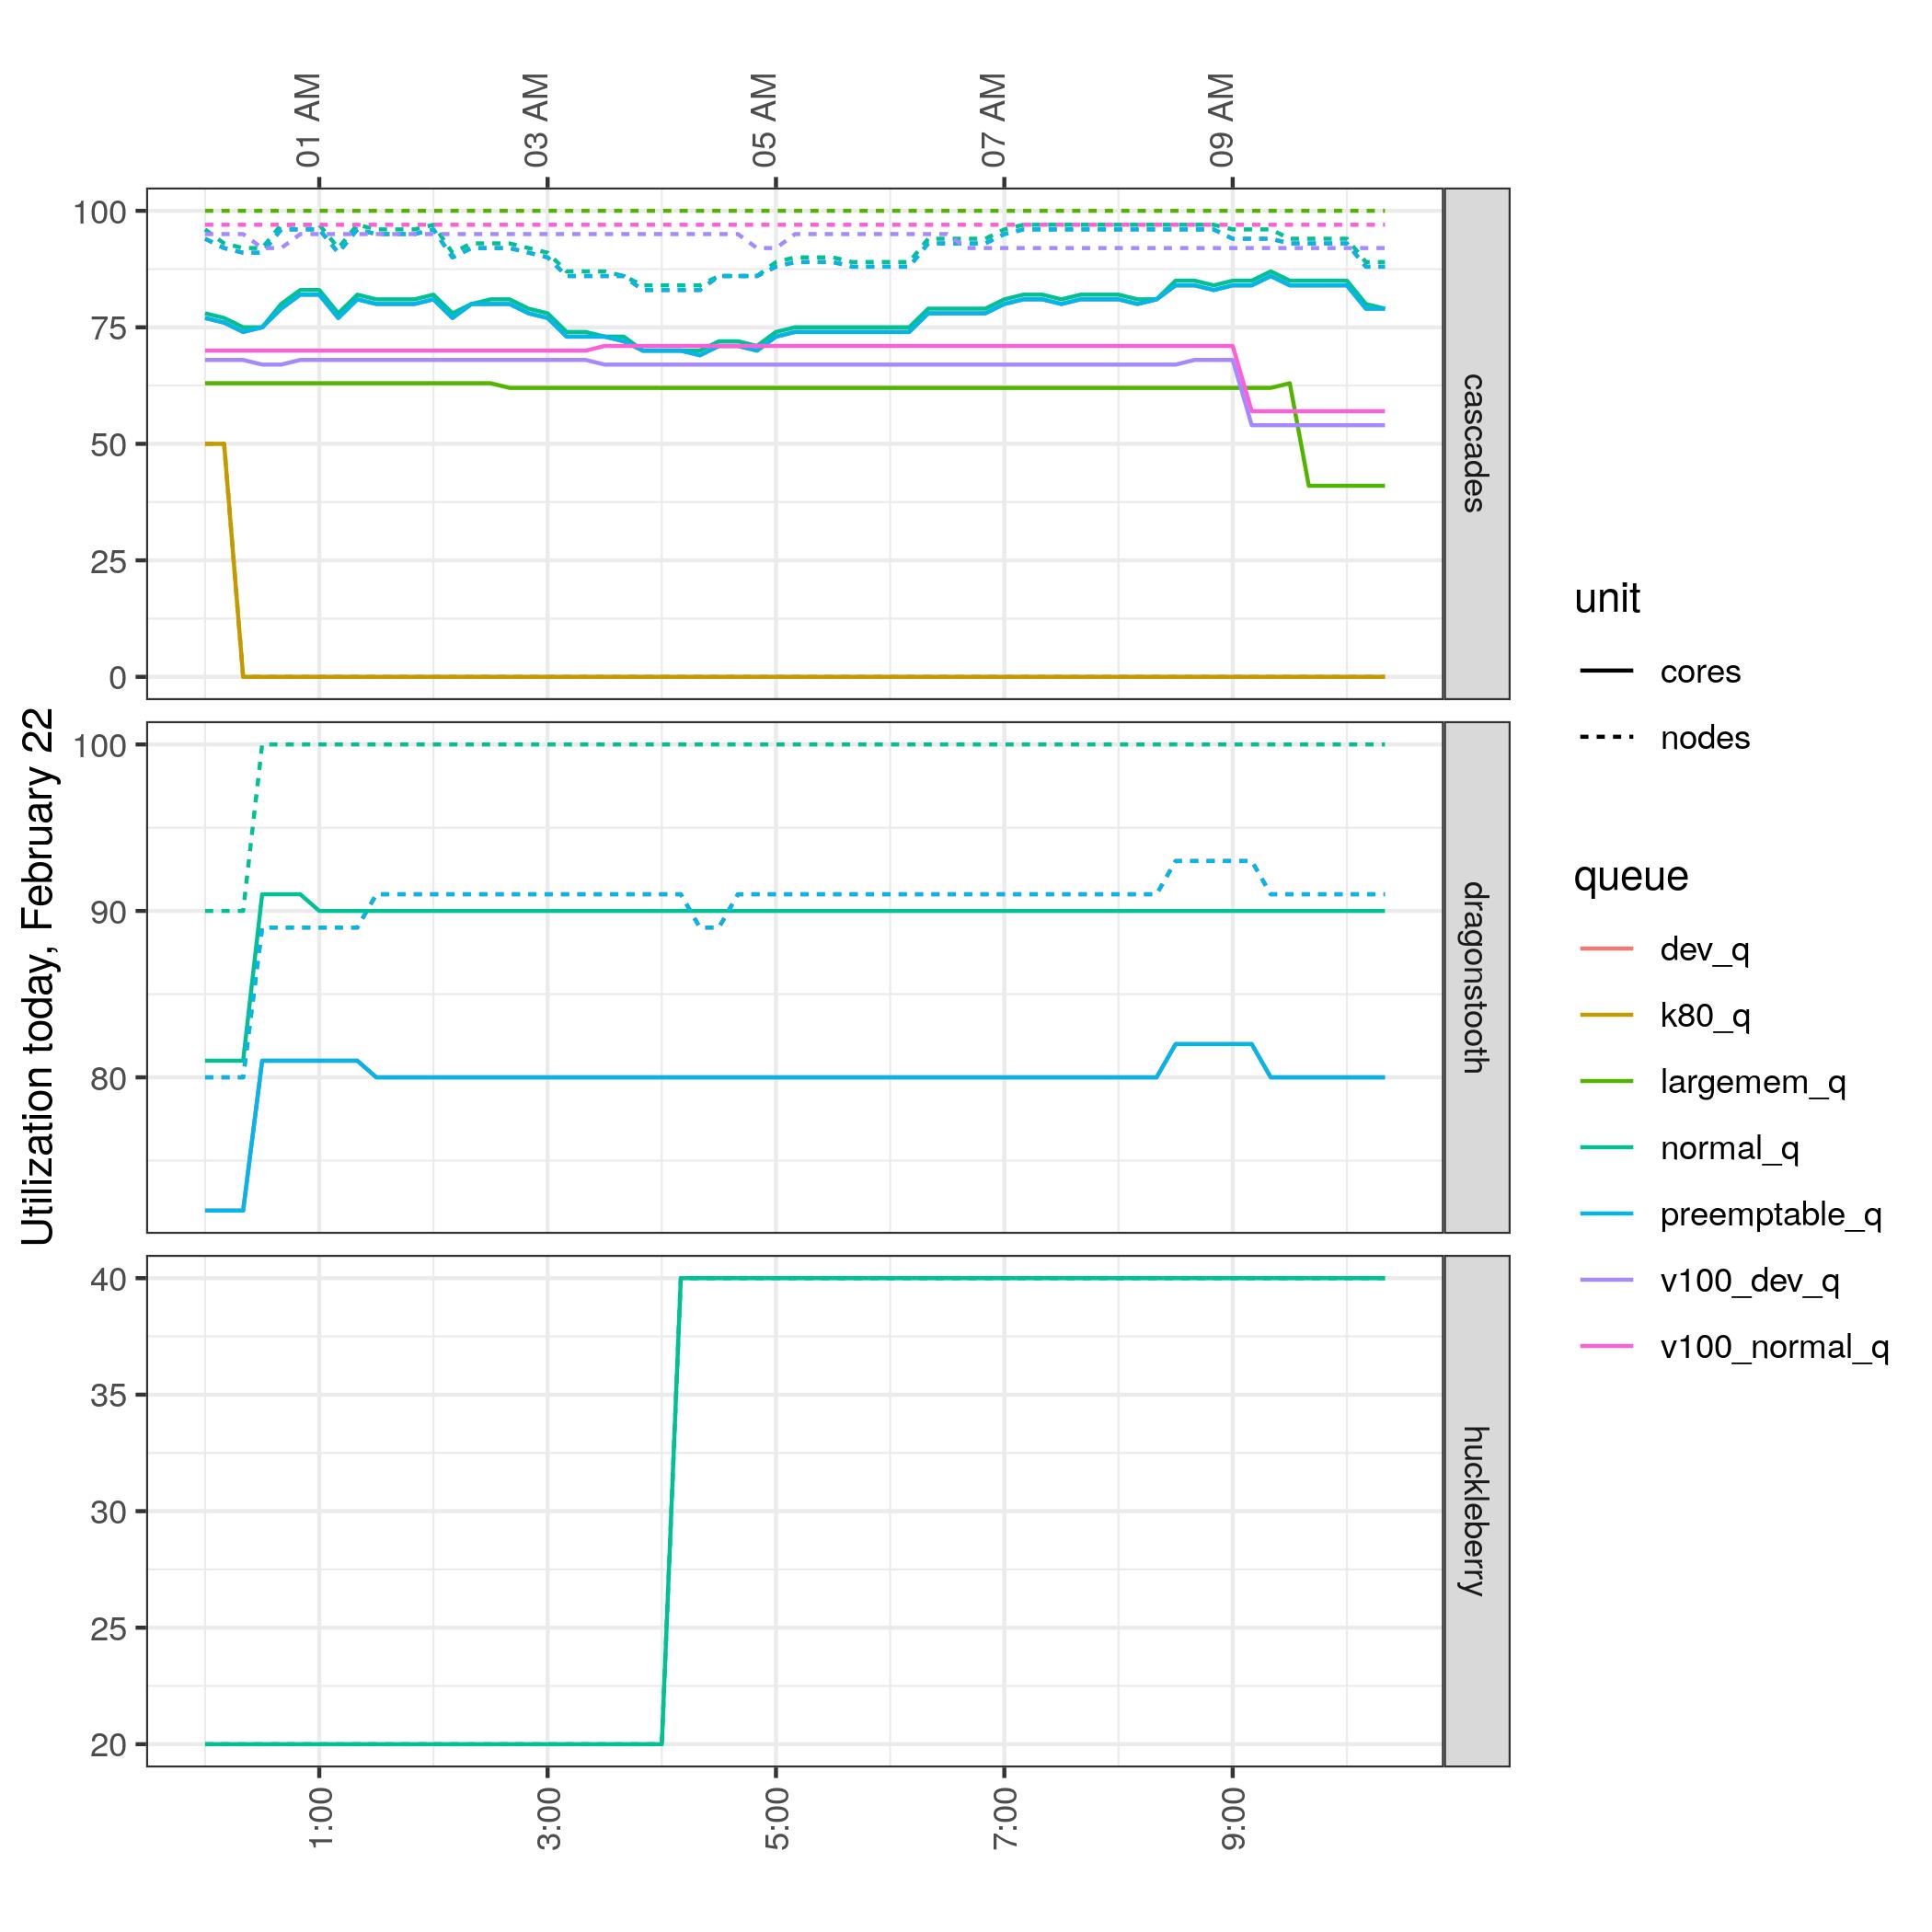 01 AM
03 AM
05 AM
07 AM
09 AM
Utilization today, February 22
100
75
50
25
0
cascades
100
90
80
dragonstooth
40
35
30
25
20
huckleberry
1:00
3:00
5:00
7:00
9:00
unit
cores
nodes
queue
dev_q
k80_q
largemem_q
normal_q
preemptable_q
v100_dev_q
v100_normal_q